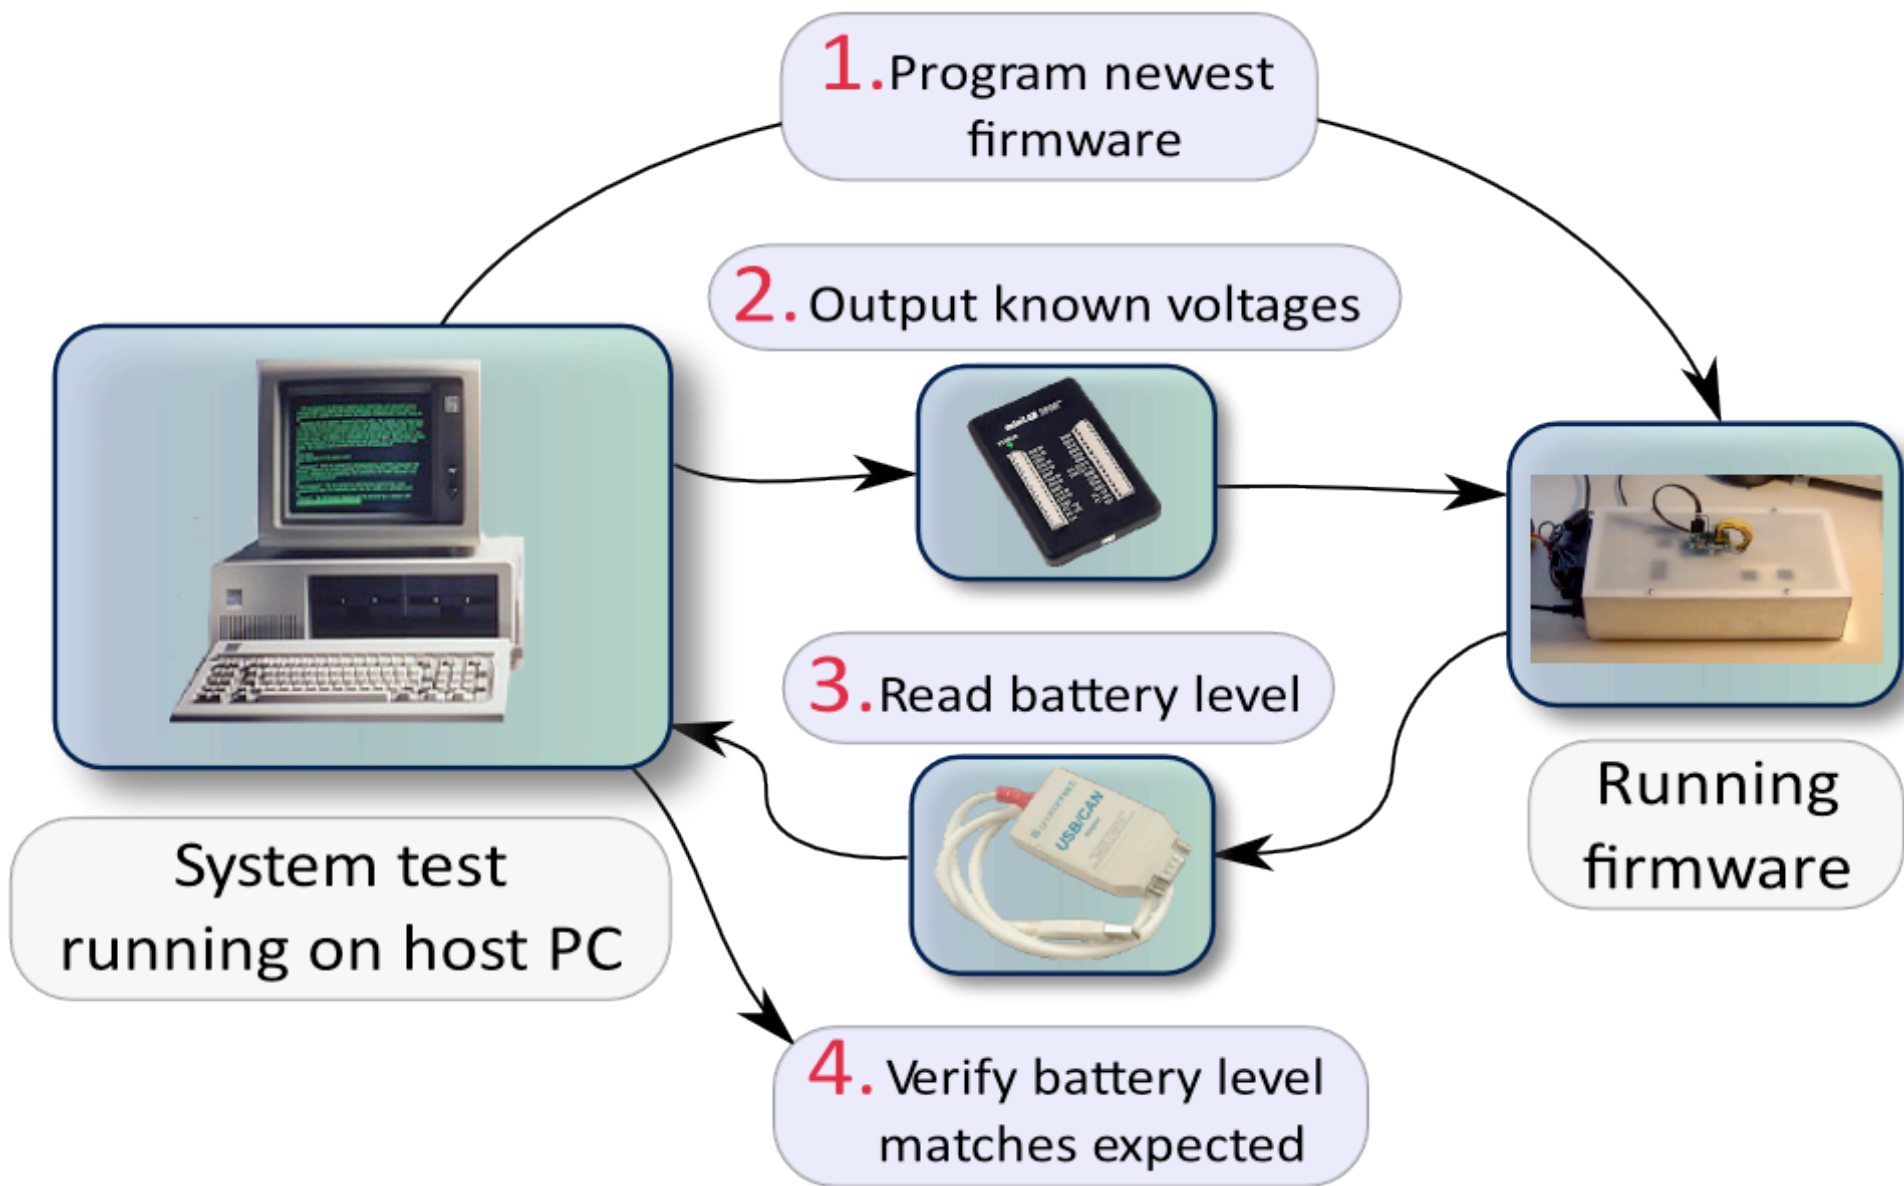 1. Program newest
firmware
2. Output known voltages
3. Read battery level
USB/CAN
System test
running on host PC
Running
firmware
4. Verify battery level
matches expected